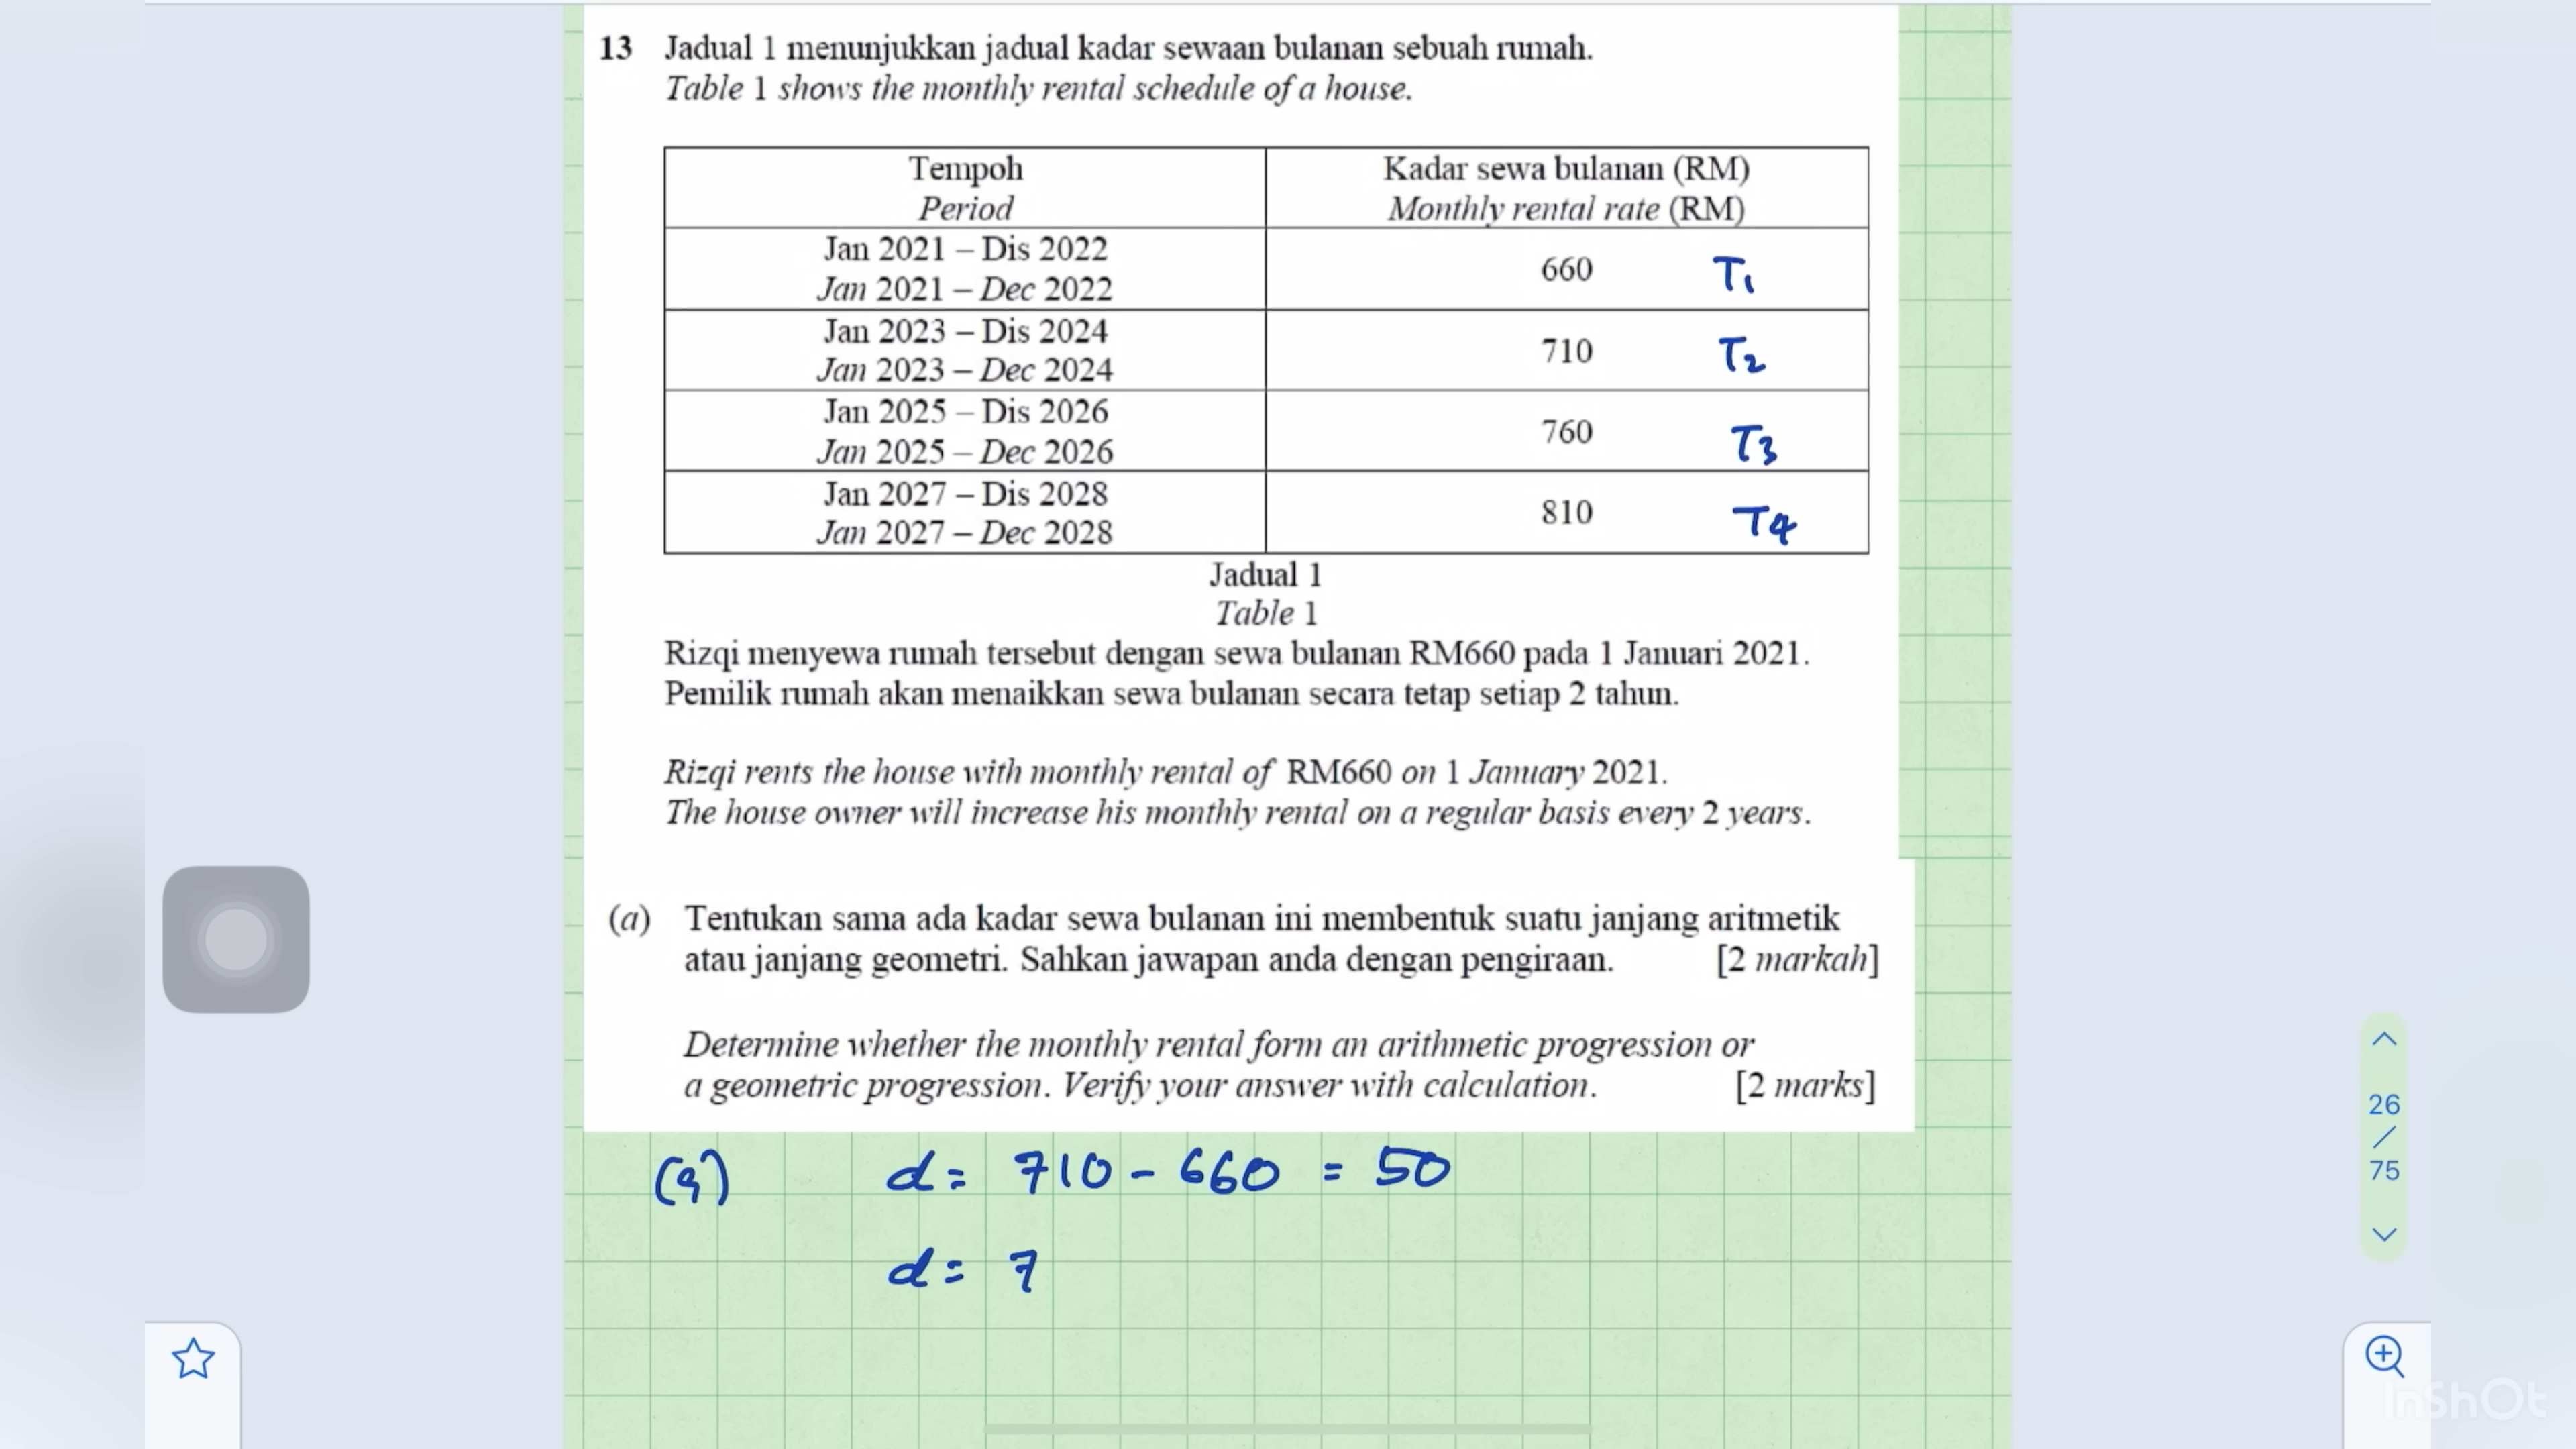 13 Jadual 1 menunjukkan jadual kadar sewaan bulanan sebuah rumah.
Table 1 shows the monthly rental schedule of a house.
Tempoh Kadar sewa bulanan (RM)
Period Monthly rental rate (RM)
Jan 2021 – Dis 2022
Jan 2021 – Dec 2022
660 T1
Jan 2023 – Dis 2024
Jan 2023 – Dec 2024
710 T2
Jan 2025 – Dis 2026
Jan 2025 – Dec 2026
760 T3
Jan 2027 – Dis 2028
Jan 2027 – Dec 2028
810 T4
Jadual 1
Table 1
Rizqi menyewa rumah tersebut dengan sewa bulanan RM660 pada 1 Januari 2021.
Pemilik rumah akan menaikkan sewa bulanan secara tetap setiap 2 tahun.
Rizqi rents the house with monthly rental of RM660 on 1 January 2021.
The house owner will increase his monthly rental on a regular basis every 2 years.
(a) Tentukan sama ada kadar sewa bulanan ini membentuk suatu janjang aritmetik
atau janjang geometri. Sahkan jawapan anda dengan pengiraan. [2 markah]
Determine whether the monthly rental form an arithmetic progression or
a geometric progression. Verify your answer with calculation. [2 marks]
(a) d = 710 - 660 = 50
d = 7
26
/
75
InShOt